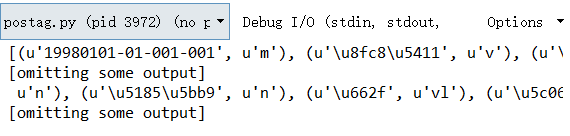 postag.py (pid 3972) (no p Debug I/O (stdin, stdout, Options
[(u'19980101-01-001-001', u'm'), (u'\u8fc8\u5411', u'v'), (u'\
[omitting some output]
u'n'), (u'\u5185\u5bb9', u'n'), (u'\u662f', u'vl'), (u'\u5c06
[omitting some output]